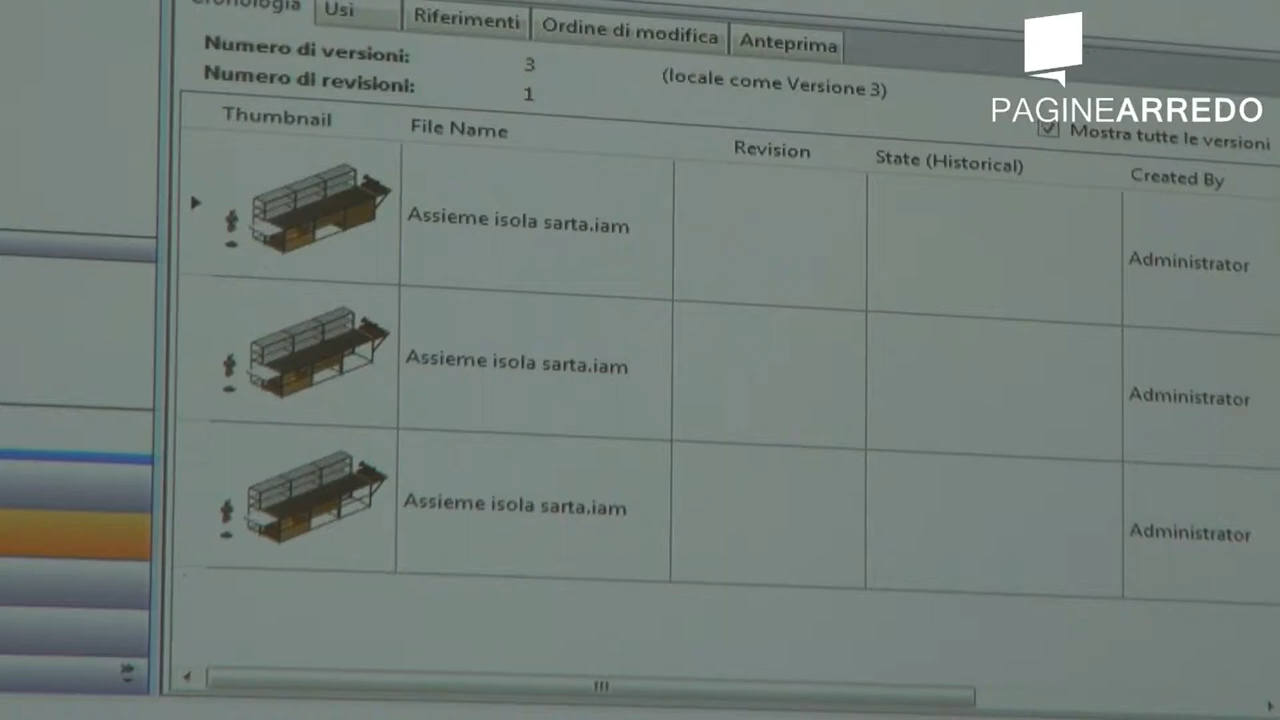 Cronologia Usi Riferimenti Ordine di modifica Anteprima
PAGINEARREDO
Numero di versioni: 3 (locale come Versione 3)
Numero di revisioni: 1
Mostra tutte le versioni
Thumbnail File Name Revision State (Historical) Created By
Assieme isola sarta.iam Administrator
Assieme isola sarta.iam Administrator
Assieme isola sarta.iam Administrator